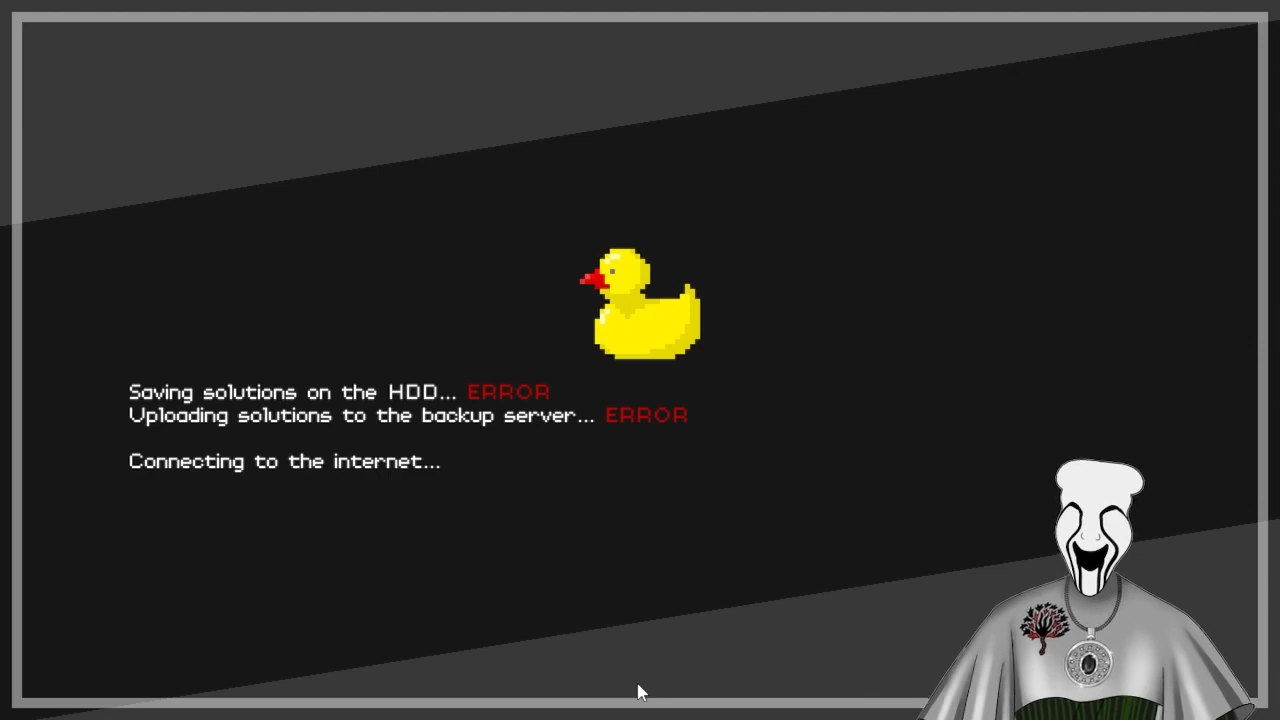 Saving solutions on the HDD... ERROR
Uploading solutions to the backup server... ERROR
Connecting to the internet...